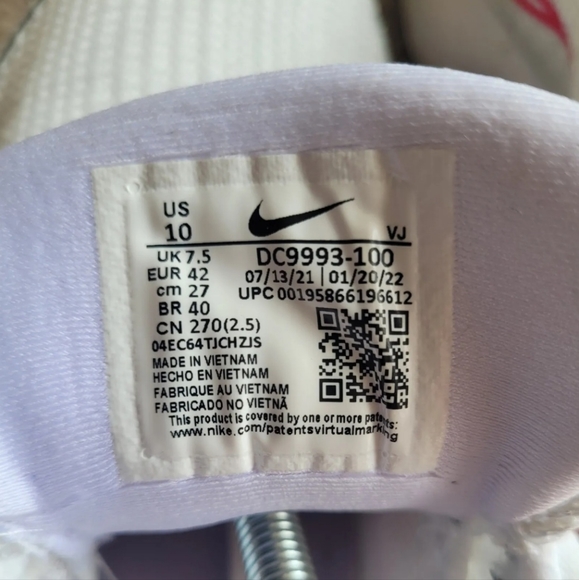 US
10
VJ
UK 7.5
DC9993-100
EUR 42
07/13/21 | 01/20/22
cm 27
UPC 00195866196612
BR 40
CN 270(2.5)
04EC64TJCHZJS
MADE IN VIETNAM
HECHO EN VIETNAM
FABRIQUE AU VIETNAM
FABRICADO NO VIETNÃ
This product is covered by one or more patents:
www.nike.com/patentsvirtualmarking